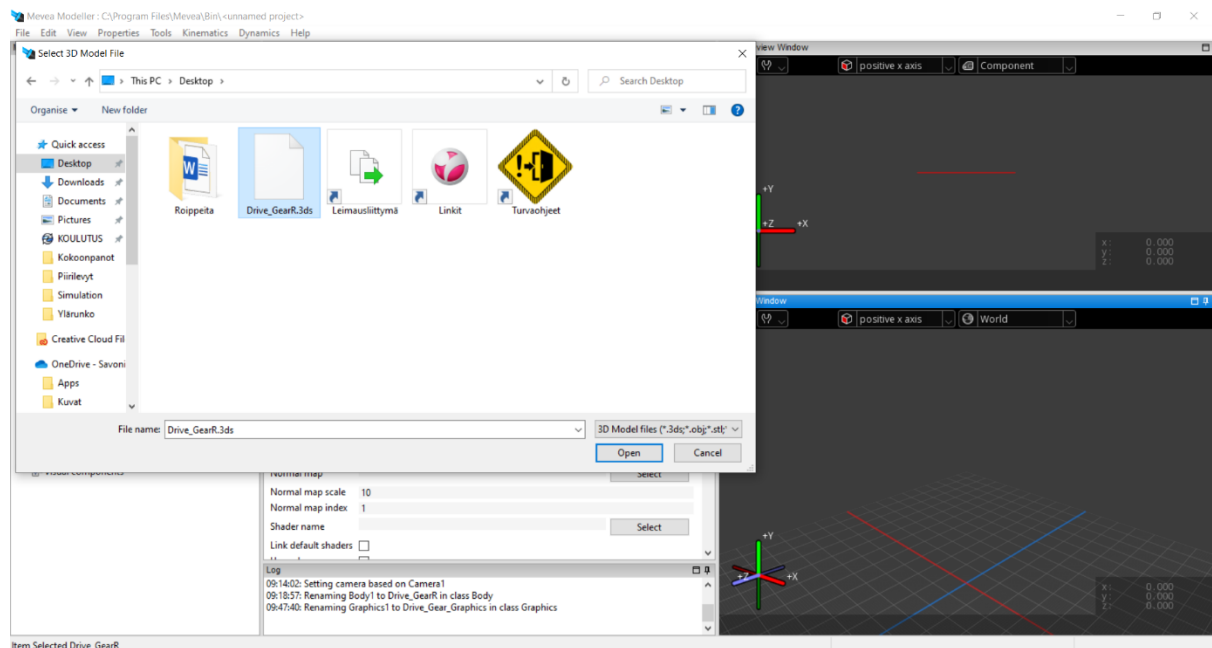 Mevea Modeller : C:\Program Files\Mevea\Bin\<unnamed project>
File Edit View Properties Tools Kinematics Dynamics Help
Select 3D Model File
This PC > Desktop >
Search Desktop
Organise
New folder
Quick access
Desktop
Downloads
Documents
Pictures
KOULUTUS
Kokoonpanot
Piirilevyt
Simulation
Ylärunko
Creative Cloud Fil
OneDrive - Savoni
Apps
Kuvat
Roippeita
Drive_GearR.3ds
Leimausliittymä
Linkit
Turvaohjeet
File name: Drive_GearR.3ds
3D Model files (*.3ds;*.obj;*.stl;*
Open
Cancel
view Window
positive x axis
Component
+Y
+Z
+X
x: 0.000
y: 0.000
z: 0.000
Window
positive x axis
World
+Y
+Z
+X
x: 0.000
y: 0.000
z: 0.000
Normal map
Select
Normal map scale 10
Normal map index 1
Shader name
Select
Link default shaders
Log
09:14:02: Setting camera based on Camera1
09:18:57: Renaming Body1 to Drive_GearR in class Body
09:47:40: Renaming Graphics1 to Drive_Gear_Graphics in class Graphics
Item Selected Drive_GearR